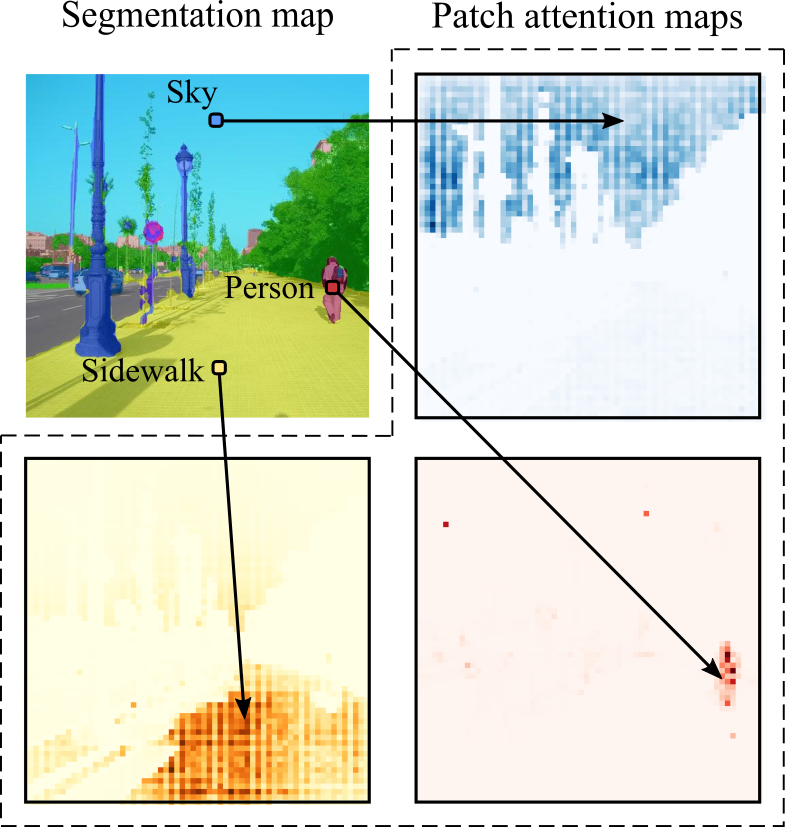 Segmentation map
Patch attention maps
Sky
Person
Sidewalk